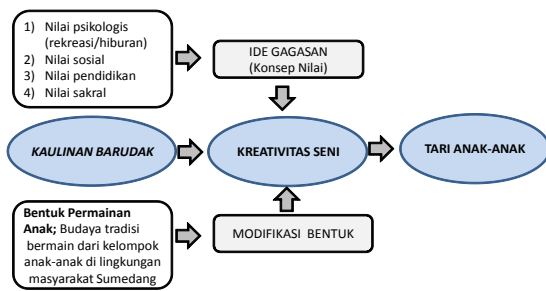 1) Nilai psikologis
(rekreasi/hiburan)
2) Nilai sosial
3) Nilai pendidikan
4) Nilai sakral
IDE GAGASAN
(Konsep Nilai)
KAULINAN BARUDAK
KREATIVITAS SENI
TARI ANAK-ANAK
Bentuk Permainan
Anak; Budaya tradisi
bermain dari kelompok
anak-anak di lingkungan
masyarakat Sumedang
MODIFIKASI BENTUK